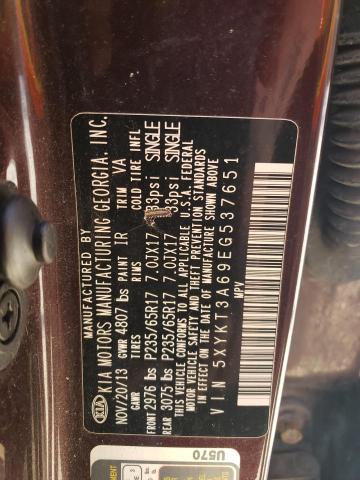 MANUFACTURED BY
KIA KIA MOTORS MANUFACTURING GEORGIA. INC.
NOV/20/13 GVWR 4807 lbs PAINT IR TRIM VA
GAWR TIRES RIMS COLD TIRE INFL
FRONT 2976 lbs P235/65R17 7.0JX17 33psi SINGLE
REAR 3075 lbs P235/65R17 7.0JX17 33psi SINGLE
THIS VEHICLE CONFORMS TO ALL APPLICABLE U.S.A. FEDERAL
MOTOR VEHICLE SAFETY AND THEFT PREVENTION STANDARDS
IN EFFECT ON THE DATE OF MANUFACTURE SHOWN ABOVE
VIN 5XYKT3A69EG537651
MPV
U570